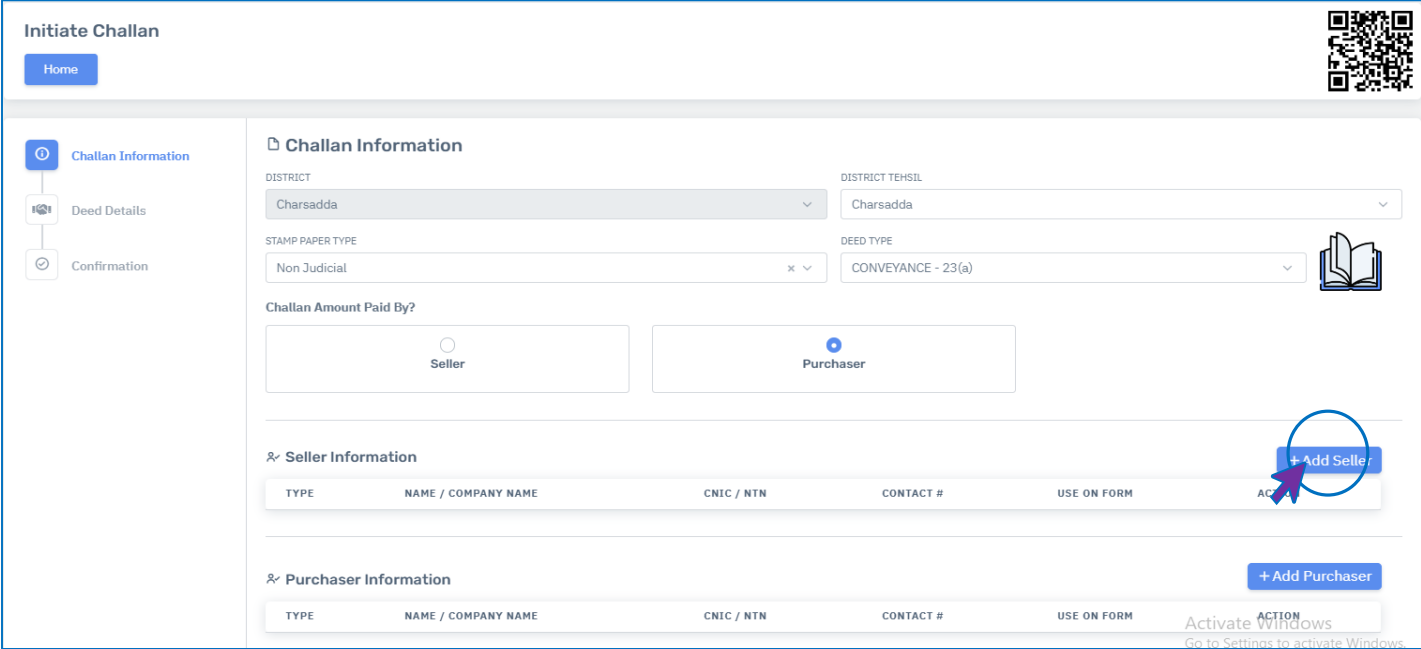 Initiate Challan
Home
Challan Information
Deed Details
Confirmation
Challan Information
DISTRICT
DISTRICT TEHSIL
Charsadda
Charsadda
STAMP PAPER TYPE
DEED TYPE
Non Judicial
CONVEYANCE - 23(a)
Challan Amount Paid By?
Seller
Purchaser
Seller Information
+ Add Seller
TYPE NAME / COMPANY NAME CNIC / NTN CONTACT # USE ON FORM ACTION
Purchaser Information
+ Add Purchaser
TYPE NAME / COMPANY NAME CNIC / NTN CONTACT # USE ON FORM ACTION
Activate Windows
Go to Settings to activate Windows.